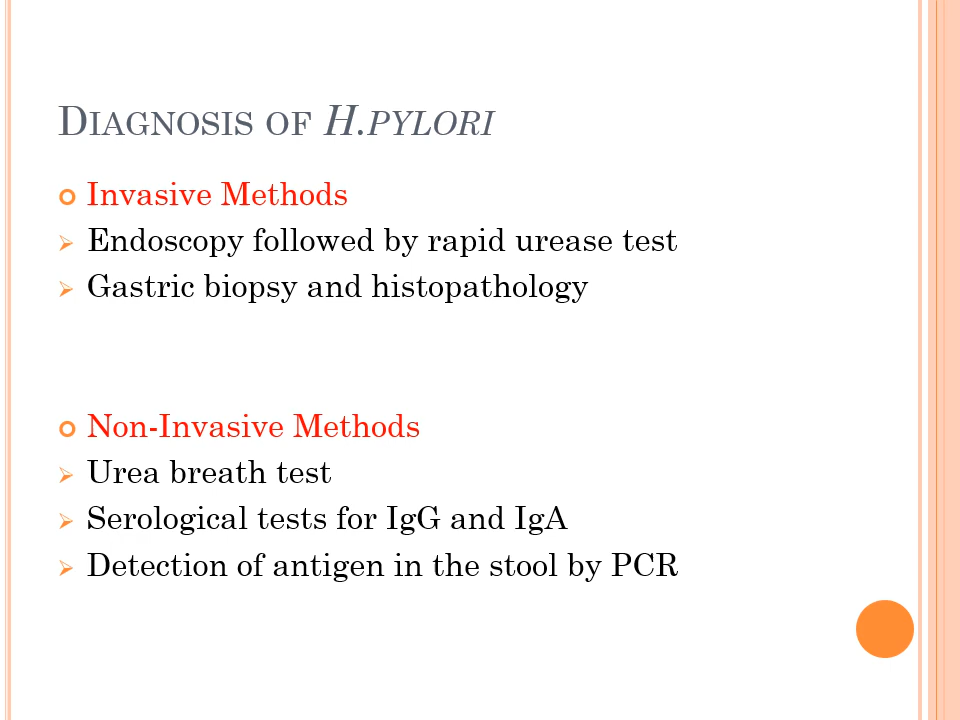 Diagnosis of H.pylori
Invasive Methods
Endoscopy followed by rapid urease test
Gastric biopsy and histopathology
Non-Invasive Methods
Urea breath test
Serological tests for IgG and IgA
Detection of antigen in the stool by PCR